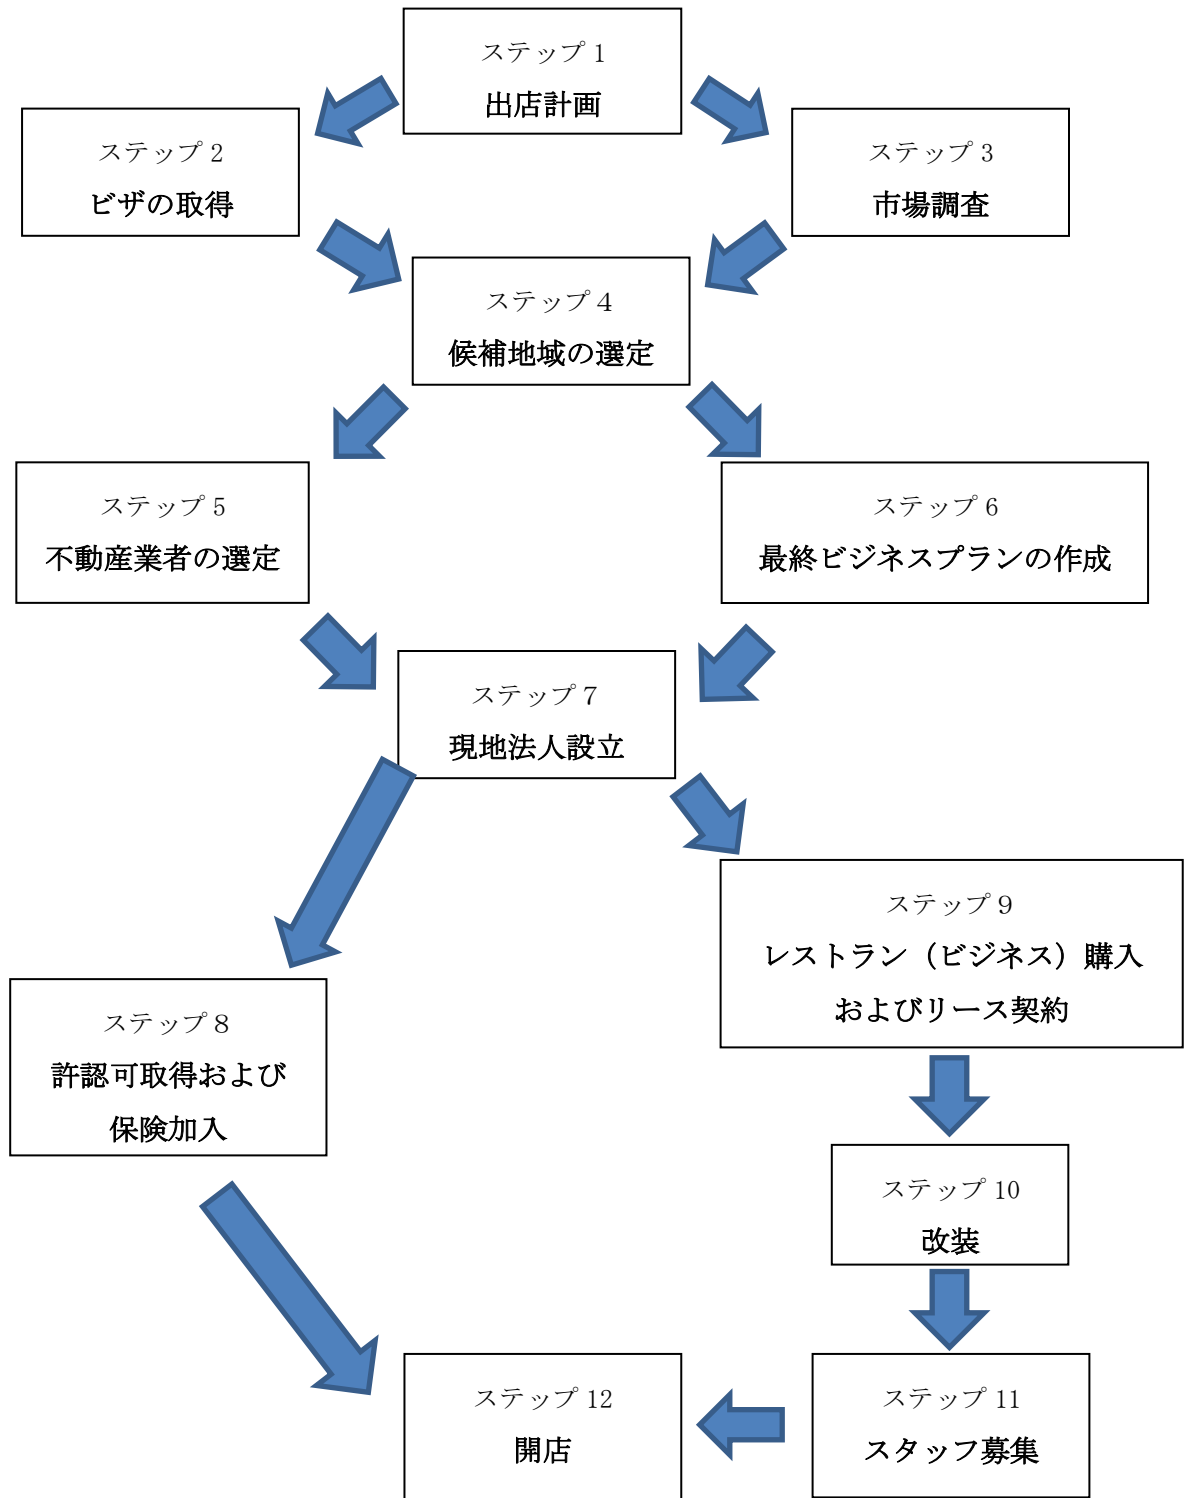 ステップ 1
出店計画
ステップ 2
ビザの取得
ステップ 3
市場調査
ステップ 4
候補地域の選定
ステップ 5
不動産業者の選定
ステップ 6
最終ビジネスプランの作成
ステップ 7
現地法人設立
ステップ 8
許認可取得および
保険加入
ステップ 9
レストラン（ビジネス）購入
およびリース契約
ステップ 10
改装
ステップ 11
スタッフ募集
ステップ 12
開店